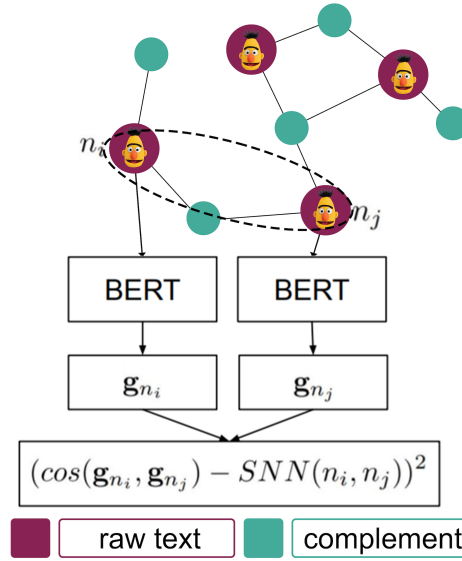 n_i
n_j
BERT BERT
g_{n_i} g_{n_j}
(cos(g_{n_i}, g_{n_j}) − SNN(n_i, n_j))^2
raw text complement